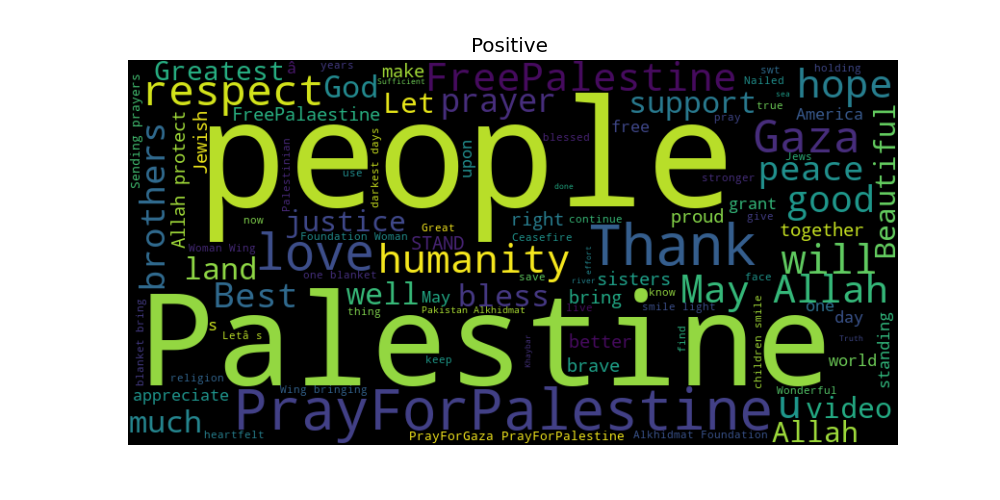 Positive
Greatest
â
years
make
FreePalestine
swt
holding
respect
God
Sufficient
Nailed
hope
Let
prayer
support
true
sea
America
FreePalaestine
free
pray
Sending prayers
brothers
Allah protect
Jewish
people
blessed
Gaza
Beautiful
Palestinian
use
darkest days
upon
Jews
peace
stronger
done
good
now
justice
Great
right
continue
proud
grant
give
together
Woman Wing
Foundation Woman
STAND
Ceasefire
Thank
love
humanity
will
land
one blanket
save
effort
river
sisters
face
Best
well
May
bless
bring
know
May
Allah
thing
Pakistan Alkhidmat
live
smile light
one
day
blanket bring
s
Letâ s
Palestine
Khaybar
better
find
children smile
Truth
standing
keep
brave
world
religion
appreciate
Wing bringing
Wonderful
much
PrayForPalestine
u
video
heartfelt
PrayForGaza PrayForPalestine
Alkhidmat Foundation
Allah